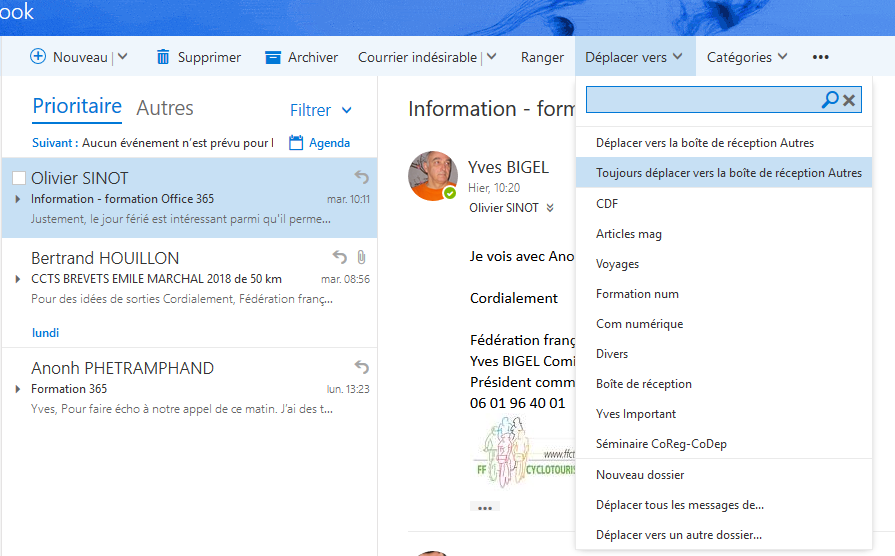 ook
Nouveau
Supprimer
Archiver
Courrier indésirable
Ranger
Déplacer vers
Catégories
Prioritaire
Autres
Filtrer
Suivant : Aucun événement n'est prévu pour l
Agenda
Olivier SINOT
Information - formation Office 365
mar. 10:11
Justement, le jour férié est intéressant parmi qu'il perme...
Bertrand HOUILLON
CCTS BREVETS EMILE MARCHAL 2018 de 50 km
mar. 08:56
Pour des idées de sorties Cordialement, Fédération franç...
lundi
Anonh PHETRAMPHAND
Formation 365
lun. 13:23
Yves, Pour faire écho à notre appel de ce matin. J'ai des t...
Information - form
Yves BIGEL
Hier, 10:20
Olivier SINOT
Je vois avec Ano
Cordialement
Fédération franç
Yves BIGEL Comi
Président comm
06 01 96 40 01
www.ffct
FF CYCLOTOURIS
Déplacer vers la boîte de réception Autres
Toujours déplacer vers la boîte de réception Autres
CDF
Articles mag
Voyages
Formation num
Com numérique
Divers
Boîte de réception
Yves Important
Séminaire CoReg-CoDep
Nouveau dossier
Déplacer tous les messages de...
Déplacer vers un autre dossier...